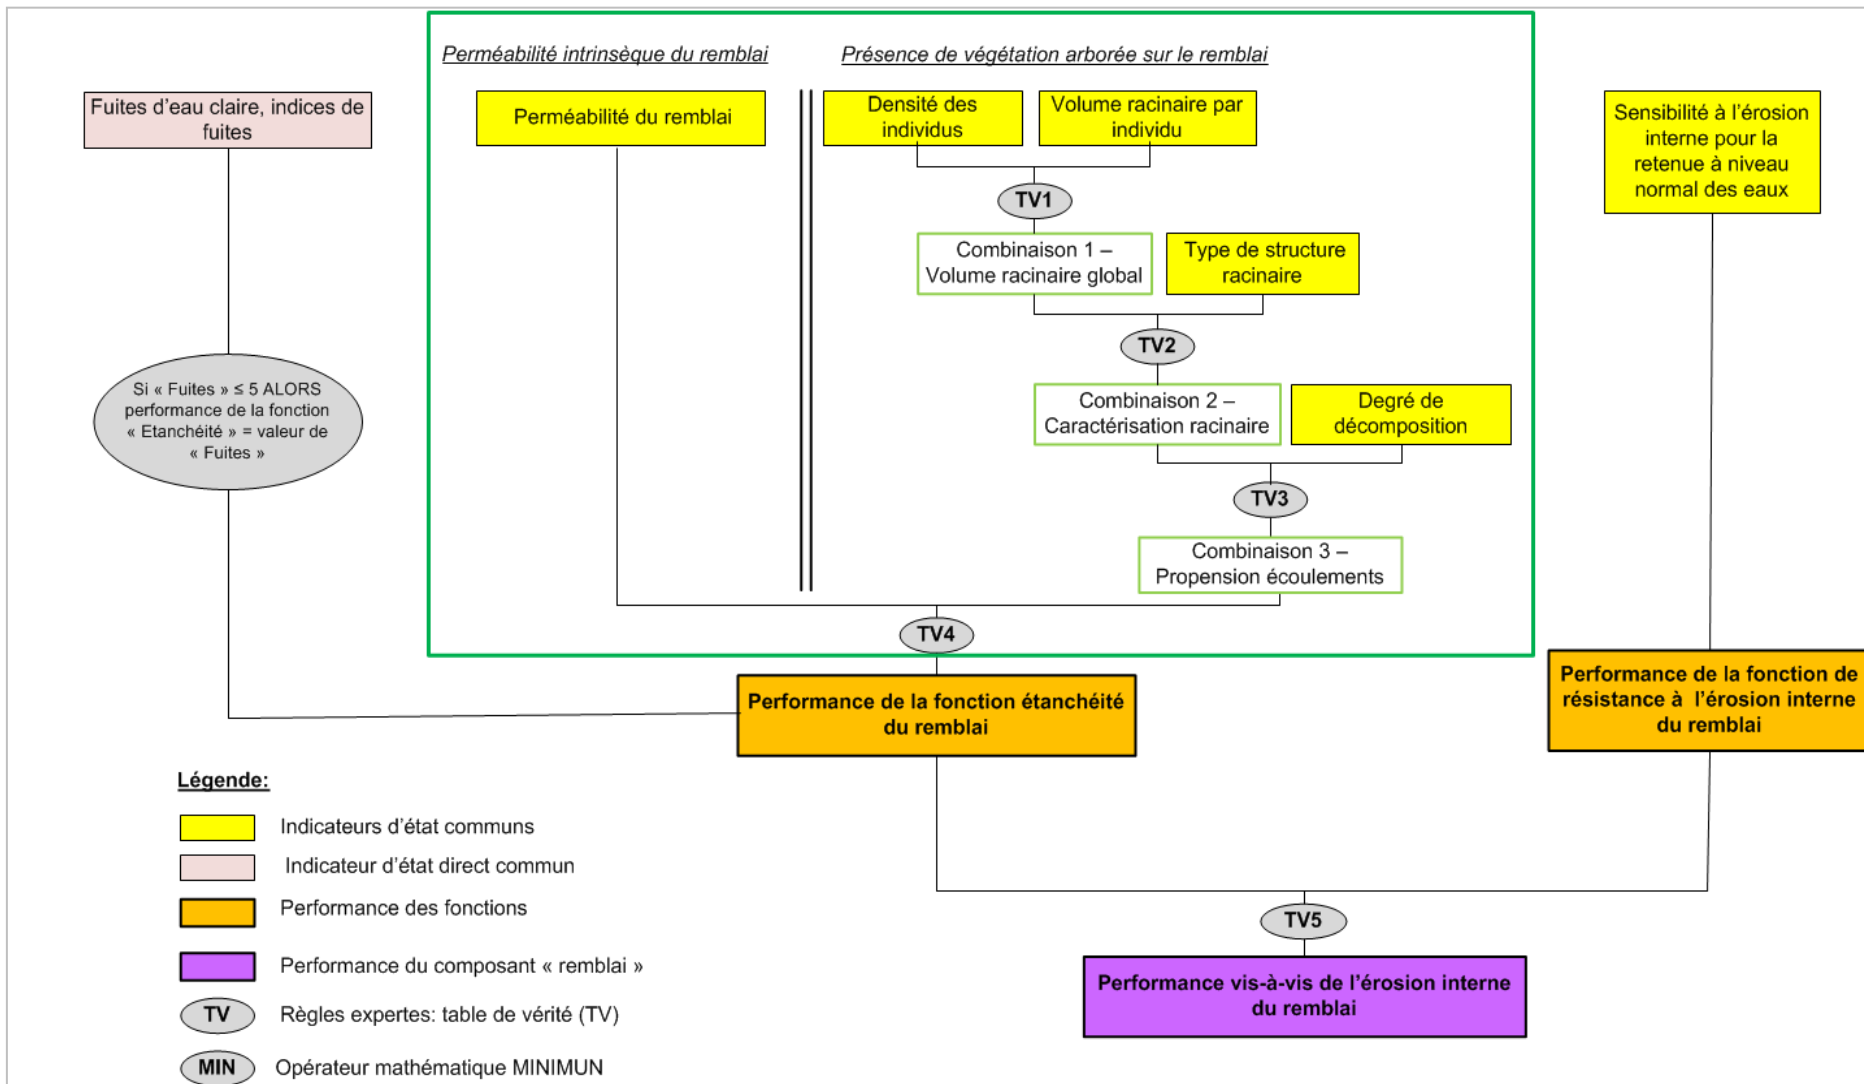 Perméabilité intrinsèque du remblai
Présence de végétation arborée sur le remblai
Fuites d'eau claire, indices de
fuites
Perméabilité du remblai
Densité des
individus
Volume racinaire par
individu
Sensibilité à l'érosion
interne pour la
retenue à niveau
normal des eaux
TV1
Combinaison 1 –
Volume racinaire global
Type de structure
racinaire
TV2
Si « Fuites » ≤ 5 ALORS
performance de la fonction
« Etanchéité » = valeur de
« Fuites »
Combinaison 2 –
Caractérisation racinaire
Degré de
décomposition
TV3
Combinaison 3 –
Propension écoulements
TV4
Performance de la fonction étanchéité
du remblai
Performance de la fonction de
résistance à l'érosion interne
du remblai
Légende:
Indicateurs d'état communs
Indicateur d'état direct commun
Performance des fonctions
Performance du composant « remblai »
TV
Règles expertes: table de vérité (TV)
MIN
Opérateur mathématique MINIMUN
TV5
Performance vis-à-vis de l'érosion interne
du remblai